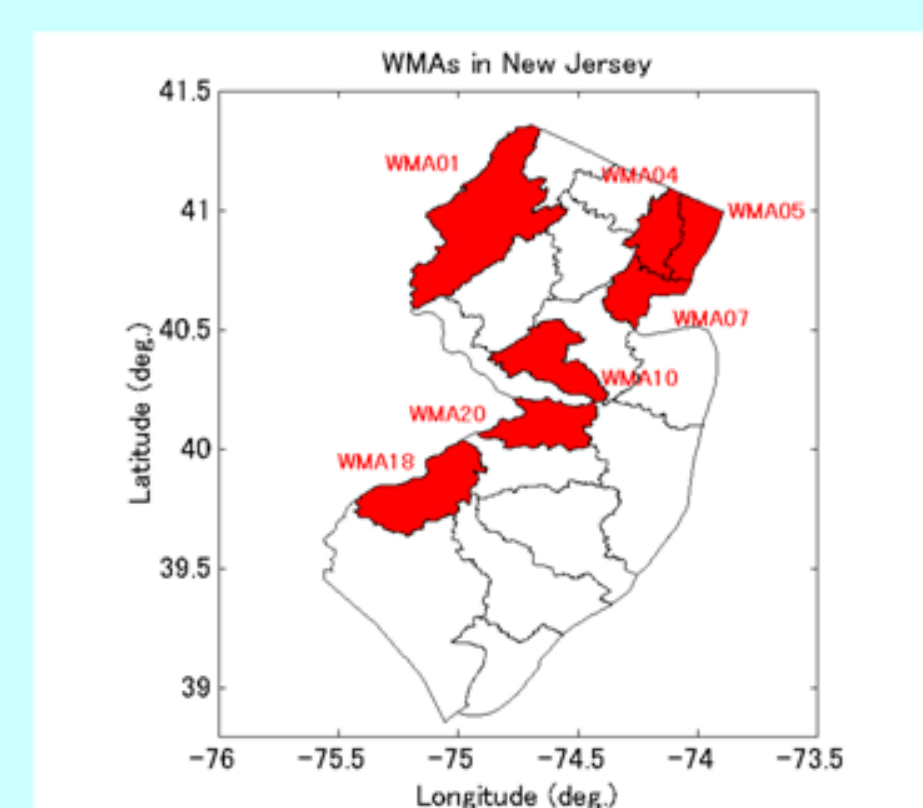 WMAs in New Jersey
41.5
WMA01
WMA04
41
WMA05
40.5
WMA07
WMA10
WMA20
40
WMA18
39.5
39
Latitude (deg.)
-76
-75.5
-75
-74.5
-74
-73.5
Longitude (deg.)